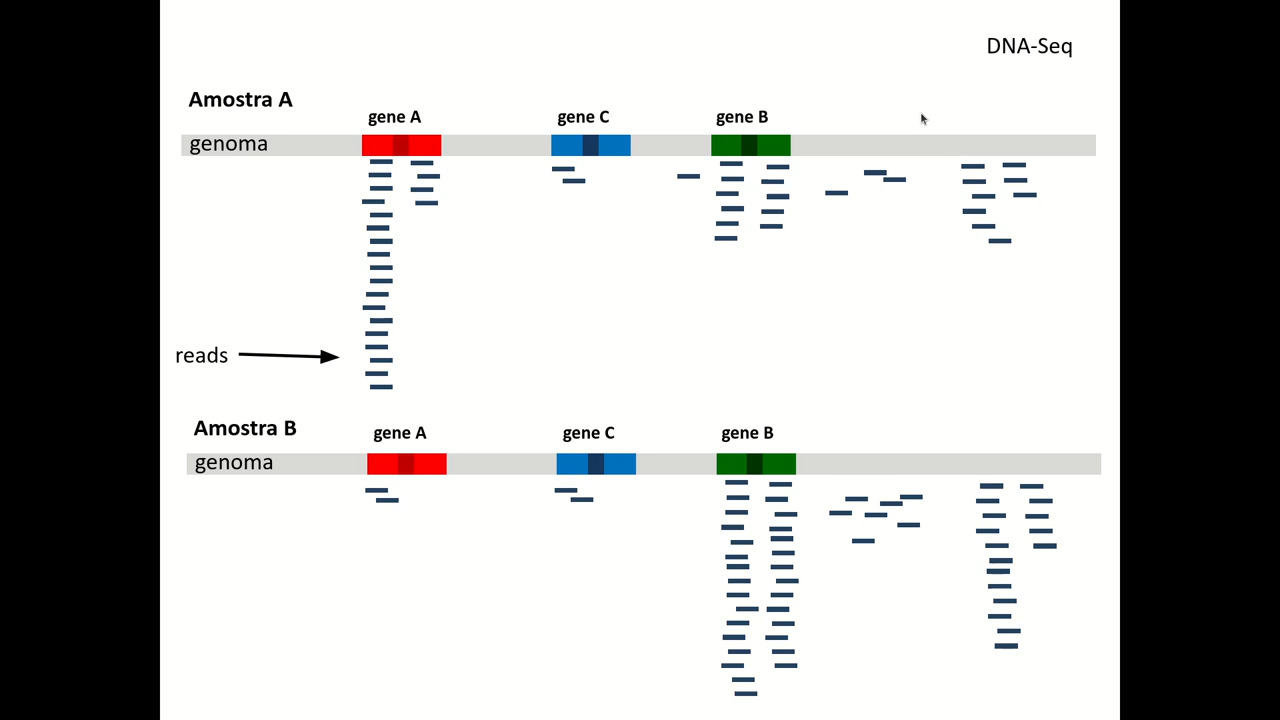 DNA-Seq
Amostra A
gene A gene C gene B
genoma
reads
Amostra B
gene A gene C gene B
genoma